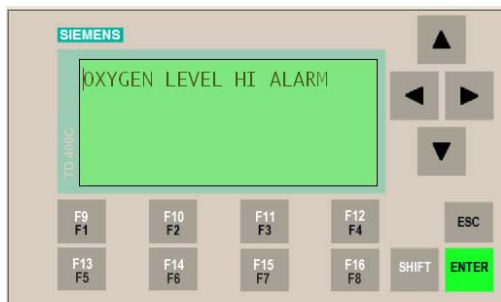 SIEMENS
OXYGEN LEVEL HI ALARM
TD 400C
F9 F10 F11 F12
F1 F2 F3 F4
ESC
F13 F14 F15 F16
F5 F6 F7 F8
SHIFT ENTER